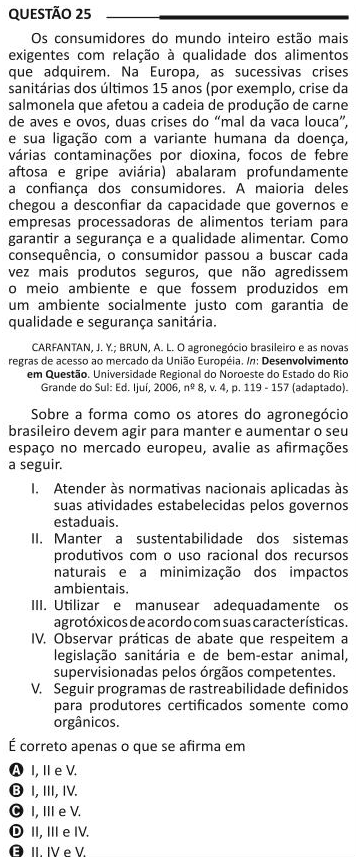 QUESTÃO 25
Os consumidores do mundo inteiro estão mais
exigentes com relação à qualidade dos alimentos
que adquirem. Na Europa, as sucessivas crises
sanitárias dos últimos 15 anos (por exemplo, crise da
salmonela que afetou a cadeia de produção de carne
de aves e ovos, duas crises do “mal da vaca louca”,
e sua ligação com a variante humana da doença,
várias contaminações por dioxina, focos de febre
aftosa e gripe aviária) abalaram profundamente
a confiança dos consumidores. A maioria deles
chegou a desconfiar da capacidade que governos e
empresas processadoras de alimentos teriam para
garantir a segurança e a qualidade alimentar. Como
consequência, o consumidor passou a buscar cada
vez mais produtos seguros, que não agredissem
o meio ambiente e que fossem produzidos em
um ambiente socialmente justo com garantia de
qualidade e segurança sanitária.
CARFANTAN, J. Y.; BRUN, A. L. O agronegócio brasileiro e as novas
regras de acesso ao mercado da União Européia. In: Desenvolvimento
em Questão. Universidade Regional do Noroeste do Estado do Rio
Grande do Sul: Ed. Ijuí, 2006, nº 8, v. 4, p. 119 - 157 (adaptado).
Sobre a forma como os atores do agronegócio
brasileiro devem agir para manter e aumentar o seu
espaço no mercado europeu, avalie as afirmações
a seguir.
I. Atender às normativas nacionais aplicadas às
suas atividades estabelecidas pelos governos
estaduais.
II. Manter a sustentabilidade dos sistemas
produtivos com o uso racional dos recursos
naturais e a minimização dos impactos
ambientais.
III. Utilizar e manusear adequadamente os
agrotóxicos de acordo com suas características.
IV. Observar práticas de abate que respeitem a
legislação sanitária e de bem-estar animal,
supervisionadas pelos órgãos competentes.
V. Seguir programas de rastreabilidade definidos
para produtores certificados somente como
orgânicos.
É correto apenas o que se afirma em
A I, II e V.
B I, III, IV.
C I, III e V.
D II, III e IV.
E II, IV e V.